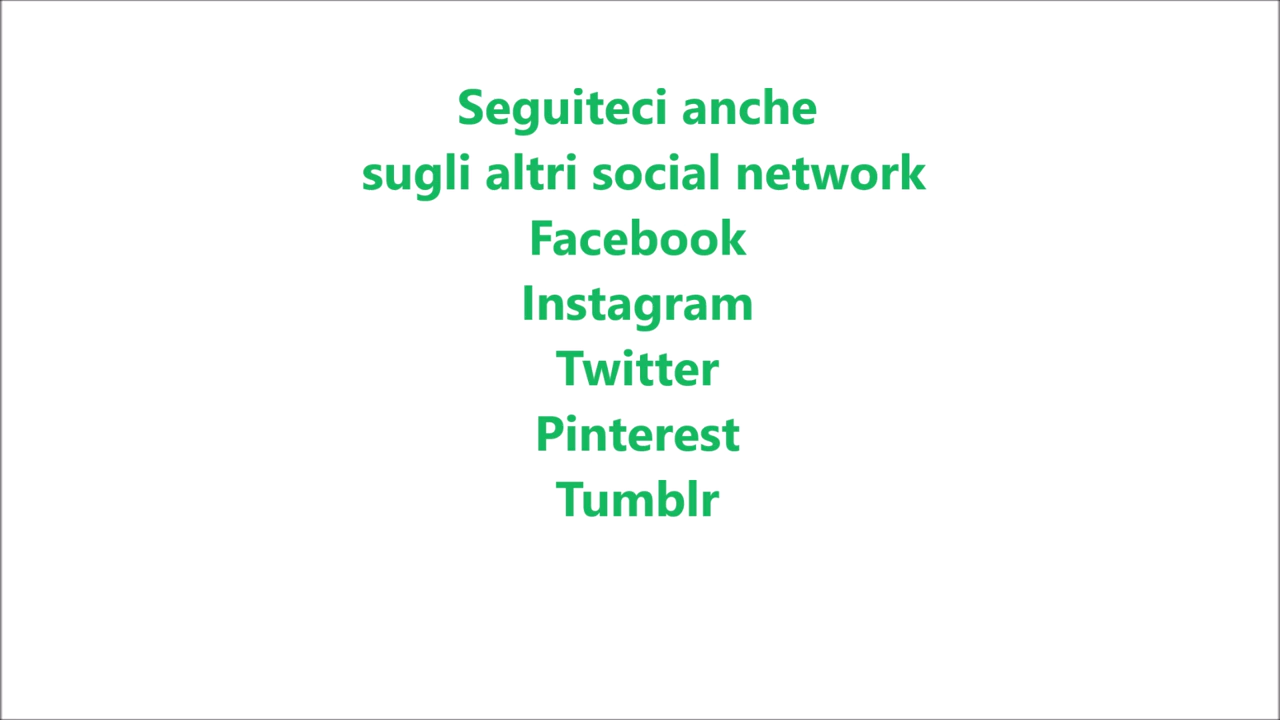 Seguiteci anche
sugli altri social network
Facebook
Instagram
Twitter
Pinterest
Tumblr